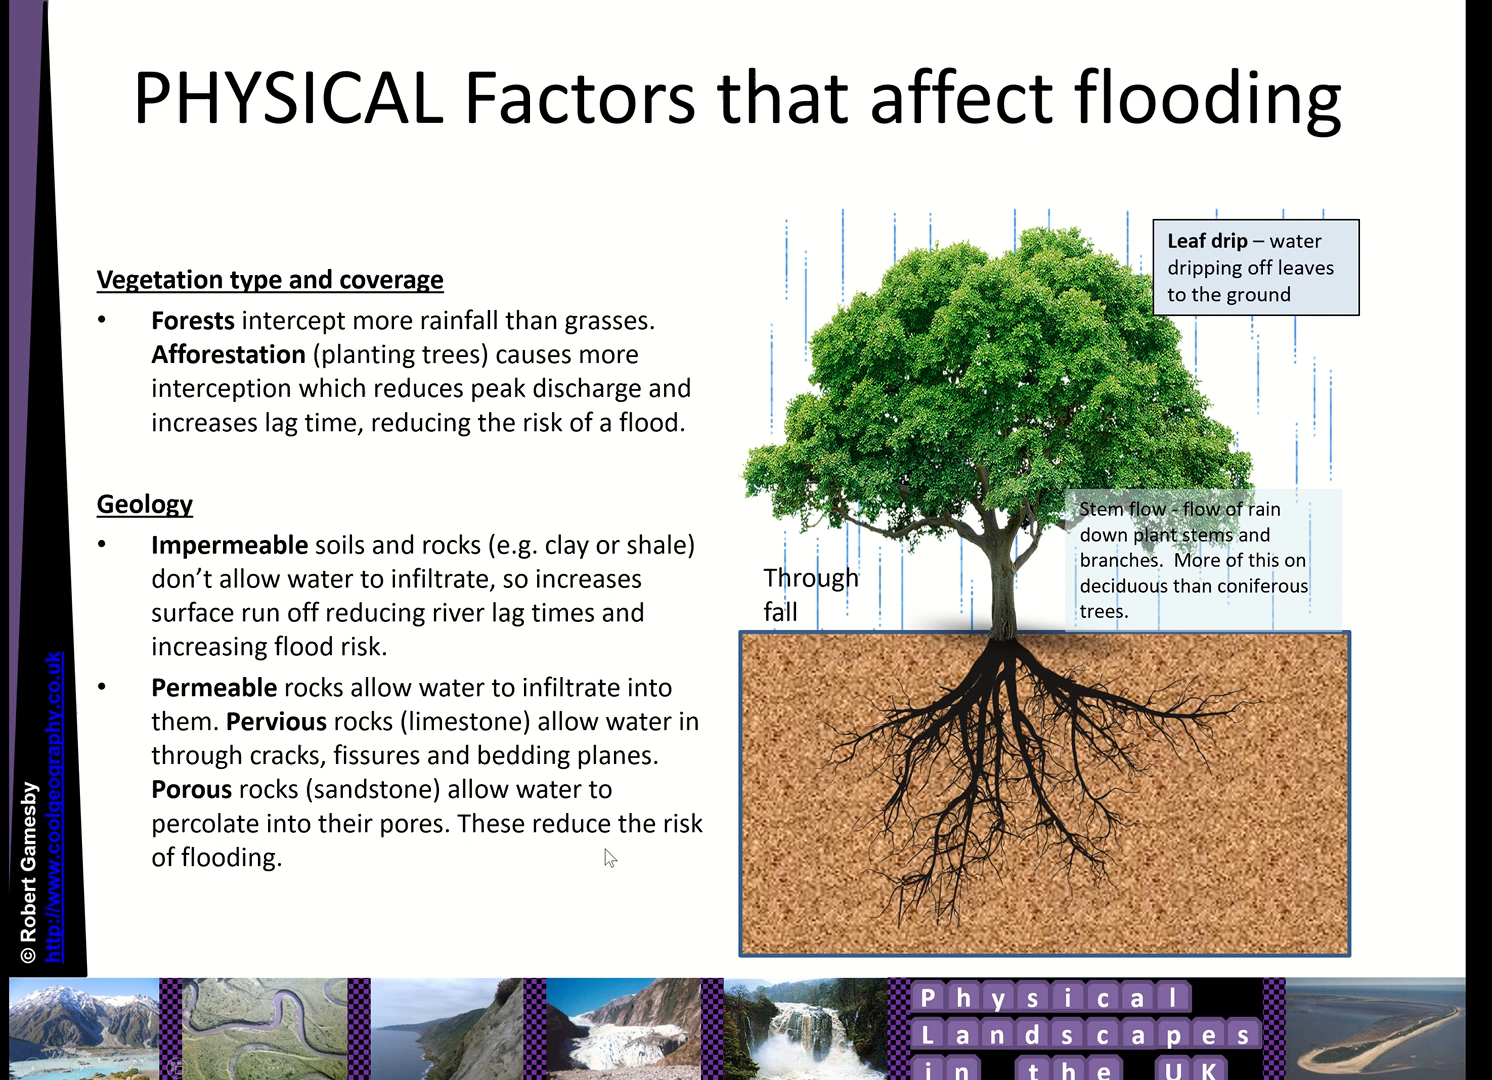 PHYSICAL Factors that affect flooding
Vegetation type and coverage
• Forests intercept more rainfall than grasses.
Afforestation (planting trees) causes more
interception which reduces peak discharge and
increases lag time, reducing the risk of a flood.
Geology
• Impermeable soils and rocks (e.g. clay or shale)
don’t allow water to infiltrate, so increases
surface run off reducing river lag times and
increasing flood risk.
• Permeable rocks allow water to infiltrate into
them. Pervious rocks (limestone) allow water in
through cracks, fissures and bedding planes.
Porous rocks (sandstone) allow water to
percolate into their pores. These reduce the risk
of flooding.
Leaf drip – water
dripping off leaves
to the ground
Stem flow - flow of rain
down plant stems and
branches.  More of this on
deciduous than coniferous
trees.
Through
fall
© Robert Gamesby
http://www.coolgeography.co.uk
Physical
Landscapes
in the UK